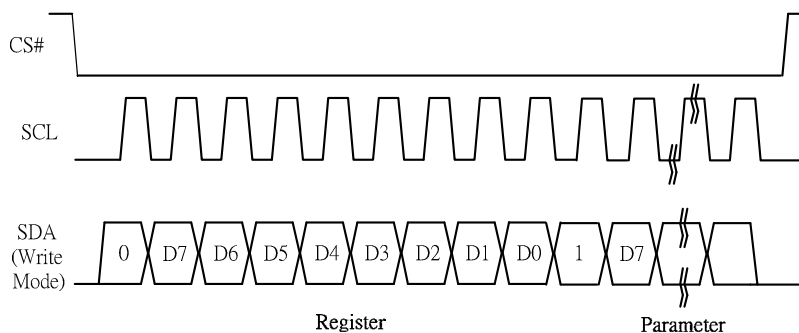 CS#
SCL
SDA
(Write
Mode)
0 D7 D6 D5 D4 D3 D2 D1 D0 1 D7
Register Parameter